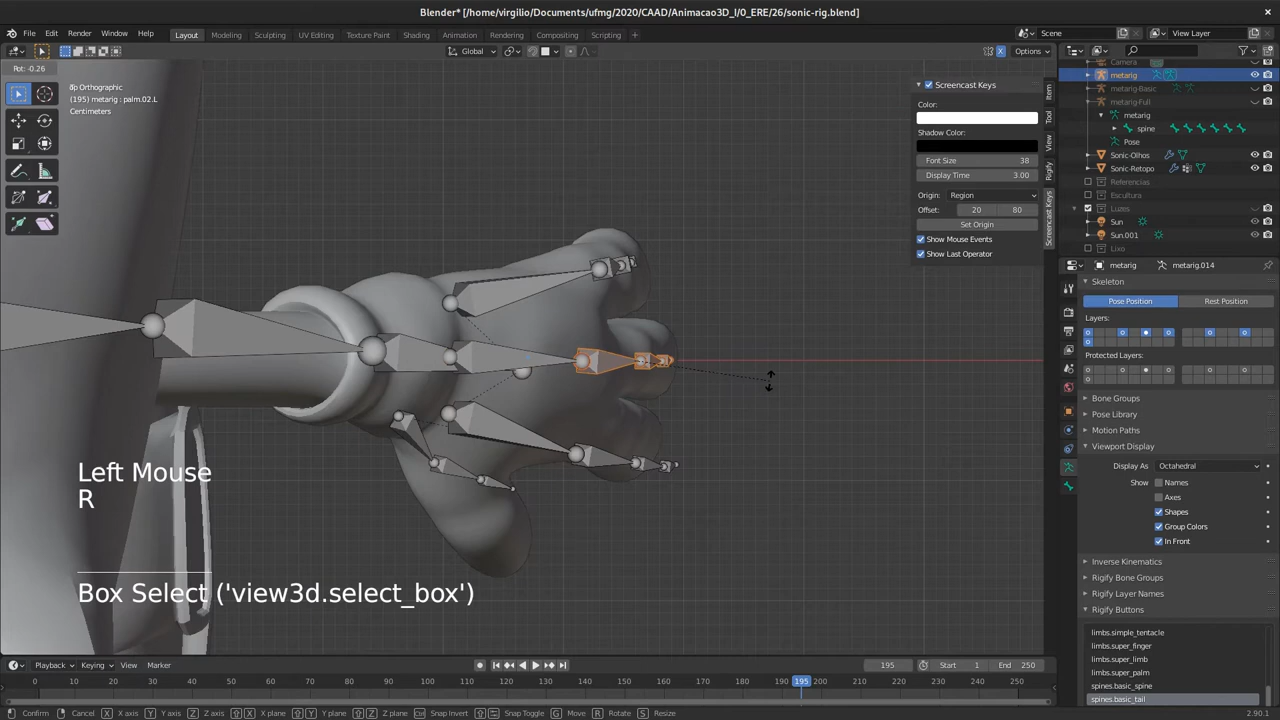 Blender* [/home/virgilio/Documents/ufmg/2020/CAAD/Animacao3D_I/0_ERE/26/sonic-rig.blend]
File Edit Render Window Help Layout Modeling Sculpting UV Editing Texture Paint Shading Animation Rendering Compositing Scripting + Scene View Layer
Global Options
Rot: -0.26
Top Orthographic
(195) metarig : palm.02.L
Centimeters
Screencast Keys
Color:
Shadow Color:
Font Size 38
Display Time 3.00
Origin: Region
Offset: 20 80
Set Origin
Show Mouse Events
Show Last Operator
Item
Tool
View
Rigify
Screencast Keys
Camera
metarig
metarig-Basic
metarig-Full
metarig
spine
Pose
Sonic-Olhos
Sonic-Retopo
Referencias
Escultura
Luzes
Sun
Sun.001
Lixo
metarig metarig.014
Skeleton
Pose Position Rest Position
Layers:
Protected Layers:
Bone Groups
Pose Library
Motion Paths
Viewport Display
Display As Octahedral
Show Names
Axes
Shapes
Group Colors
In Front
Inverse Kinematics
Rigify Bone Groups
Rigify Layer Names
Rigify Buttons
limbs.simple_tentacle
limbs.super_finger
limbs.super_limb
limbs.super_palm
spines.basic_spine
spines.basic_tail
Left Mouse
R
Box Select ('view3d.select_box')
Playback Keying View Marker 195 Start 1 End 250
0 10 20 30 40 50 60 70 80 90 100 110 120 130 140 150 160 170 180 190 195 200 210 220 230 240 250
Confirm Cancel X X axis Y Y axis Z Z axis X X plane Y Y plane Z Z plane Snap Invert Snap Toggle G Move R Rotate S Resize 2.90.1